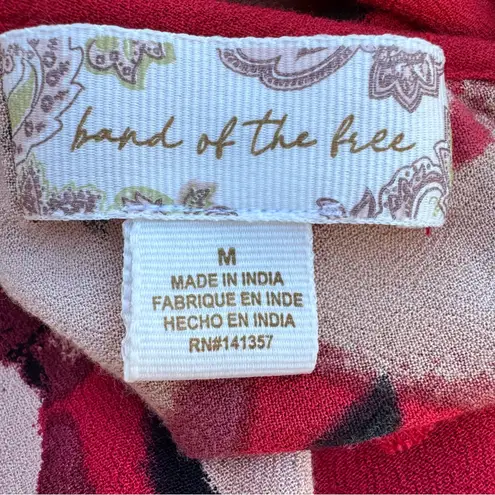 band of the free
M
MADE IN INDIA
FABRIQUE EN INDE
HECHO EN INDIA
RN#141357